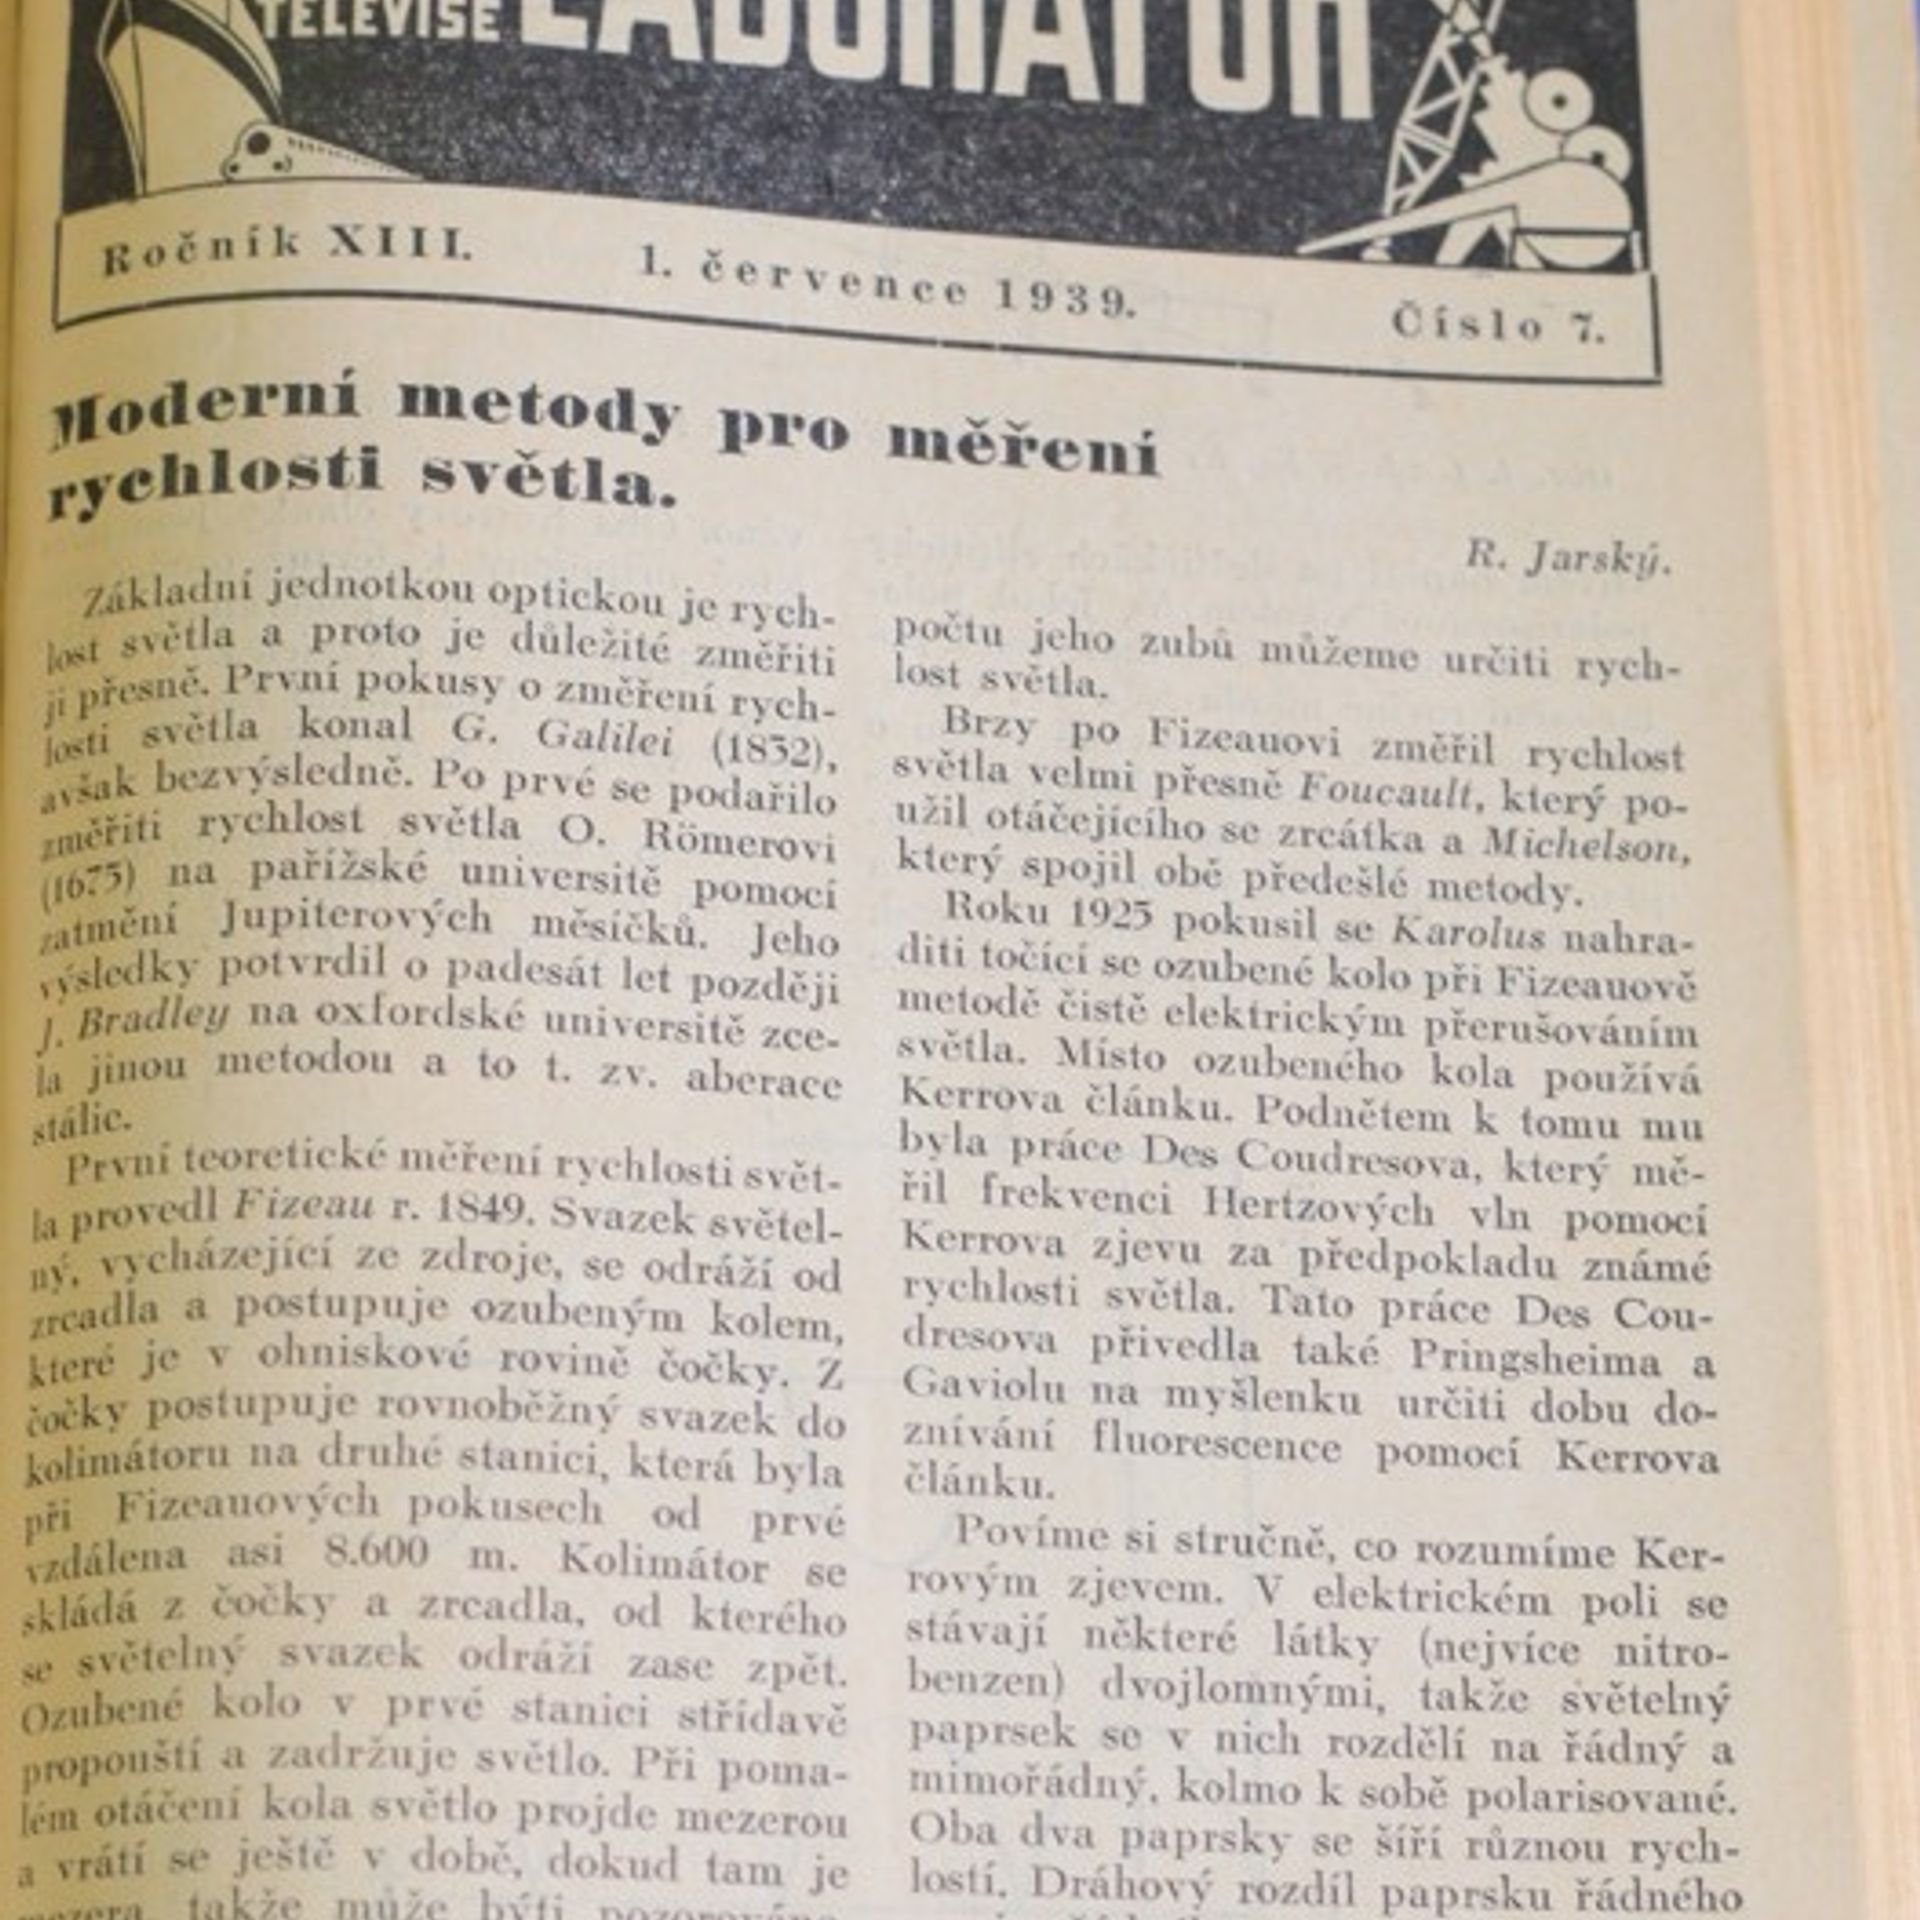 TELEVISE LABORATOŘ
Ročník XIII. 1. července 1939. Číslo 7.
Moderní metody pro měření
rychlosti světla.
R. Jarský.
Základní jednotkou optickou je rych-
lost světla a proto je důležité změřiti
ji přesně. První pokusy o změření rych-
losti světla konal G. Galilei (1832),
avšak bezvýsledně. Po prvé se podařilo
změřiti rychlost světla O. Römerovi
(1675) na pařížské universitě pomocí
zatmění Jupiterových měsíčků. Jeho
výsledky potvrdil o padesát let později
J. Bradley na oxfordské universitě zce-
la jinou metodou a to t. zv. aberace
stálic.
První teoretické měření rychlosti svět-
la provedl Fizeau r. 1849. Svazek světel-
ný, vycházející ze zdroje, se odráží od
zrcadla a postupuje ozubeným kolem,
které je v ohniskové rovině čočky. Z
čočky postupuje rovnoběžný svazek do
kolimátoru na druhé stanici, která byla
při Fizeauových pokusech od prvé
vzdálena asi 8.600 m. Kolimátor se
skládá z čočky a zrcadla, od kterého
se světelný svazek odráží zase zpět.
Ozubené kolo v prvé stanici střídavě
propouští a zadržuje světlo. Při poma-
lém otáčení kola světlo projde mezerou
a vrátí se ještě v době, dokud tam je
mezera, takže může býti pozorováno
počtu jeho zubů můžeme určiti rych-
lost světla.
Brzy po Fizeauovi změřil rychlost
světla velmi přesně Foucault, který po-
užil otáčejícího se zrcátka a Michelson,
který spojil obě předešlé metody.
Roku 1925 pokusil se Karolus nahra-
diti točící se ozubené kolo při Fizeauově
metodě čistě elektrickým přerušováním
světla. Místo ozubeného kola používá
Kerrova článku. Podnětem k tomu mu
byla práce Des Coudresova, který mě-
řil frekvenci Hertzových vln pomocí
Kerrova zjevu za předpokladu známé
rychlosti světla. Tato práce Des Cou-
dresova přivedla také Pringsheima a
Gaviolu na myšlenku určiti dobu do-
znívání fluorescence pomocí Kerrova
článku.
Povíme si stručně, co rozumíme Ker-
rovým zjevem. V elektrickém poli se
stávají některé látky (nejvíce nitro-
benzen) dvojlomnými, takže světelný
paprsek se v nich rozdělí na řádný a
mimořádný, kolmo k sobě polarisované.
Oba dva paprsky se šíří různou rych-
lostí. Dráhový rozdíl paprsku řádného